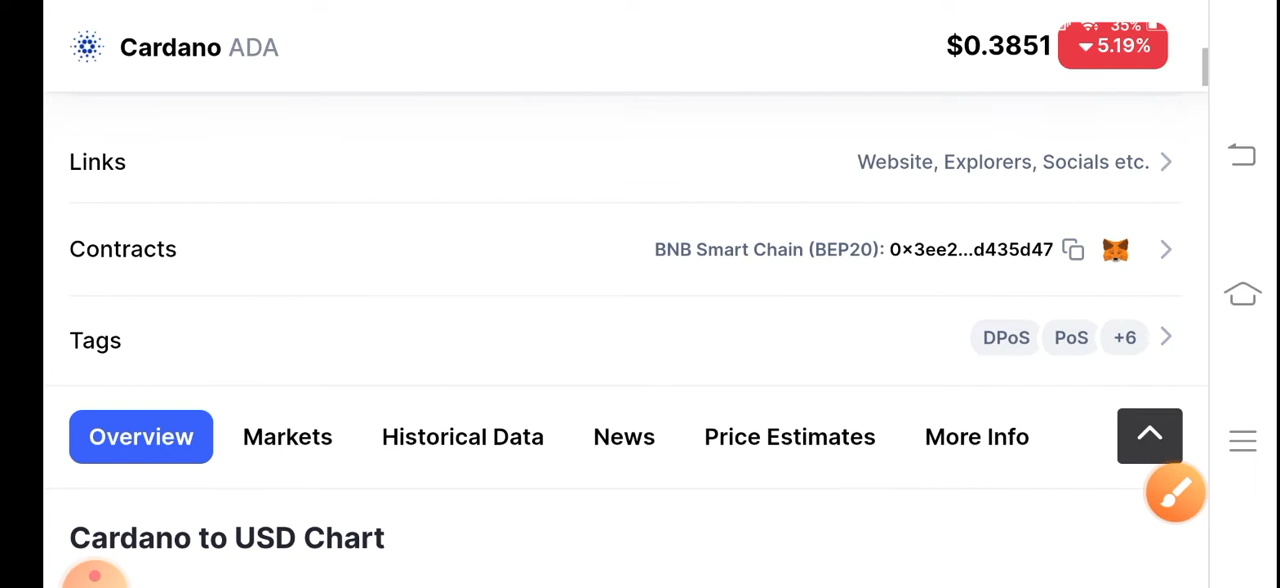 Cardano ADA
$0.3851
35%
5.19%
Links
Website, Explorers, Socials etc.
Contracts
BNB Smart Chain (BEP20): 0x3ee2...d435d47
Tags
DPoS PoS +6
Overview Markets Historical Data News Price Estimates More Info
Cardano to USD Chart